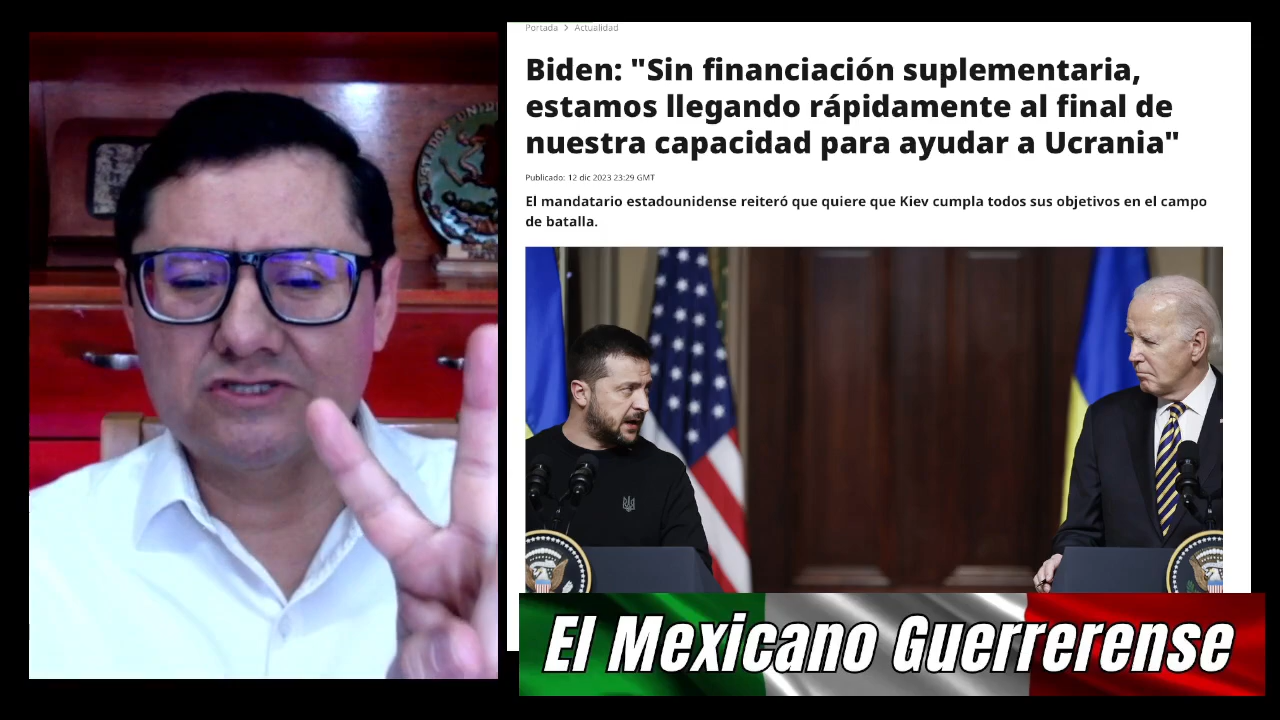 Portada > Actualidad
Biden: "Sin financiación suplementaria,
estamos llegando rápidamente al final de
nuestra capacidad para ayudar a Ucrania"
Publicado: 12 dic 2023 23:29 GMT
El mandatario estadounidense reiteró que quiere que Kiev cumpla todos sus objetivos en el campo
de batalla.
El Mexicano Guerrerense